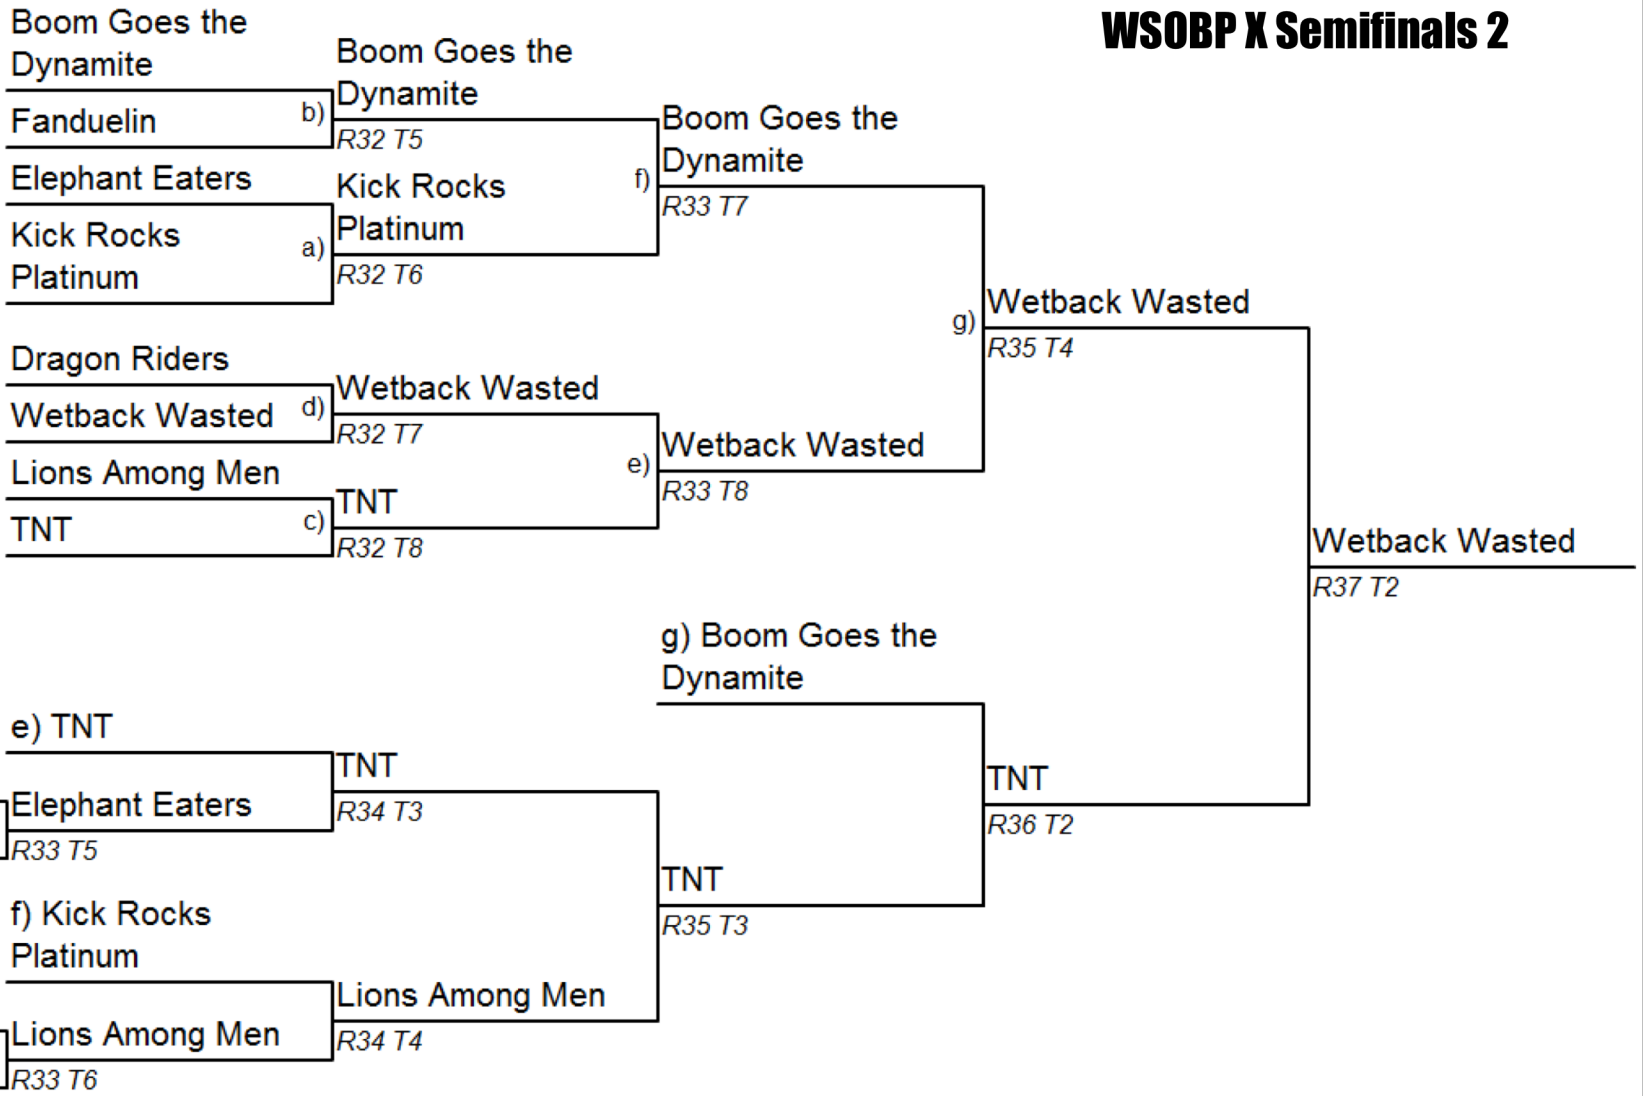 WSOBP X Semifinals 2
Boom Goes the
Dynamite
Fanduelin
b)
Elephant Eaters
Kick Rocks
Platinum
a)
Dragon Riders
Wetback Wasted
d)
Lions Among Men
TNT
c)
Boom Goes the
Dynamite
R32 T5
Kick Rocks
Platinum
R32 T6
f)
Wetback Wasted
R32 T7
TNT
R32 T8
e)
Boom Goes the
Dynamite
R33 T7
Wetback Wasted
R33 T8
g)
Wetback Wasted
R35 T4
Wetback Wasted
R37 T2
g) Boom Goes the
Dynamite
e) TNT
Elephant Eaters
R33 T5
f) Kick Rocks
Platinum
Lions Among Men
R33 T6
TNT
R34 T3
Lions Among Men
R34 T4
TNT
R35 T3
TNT
R36 T2